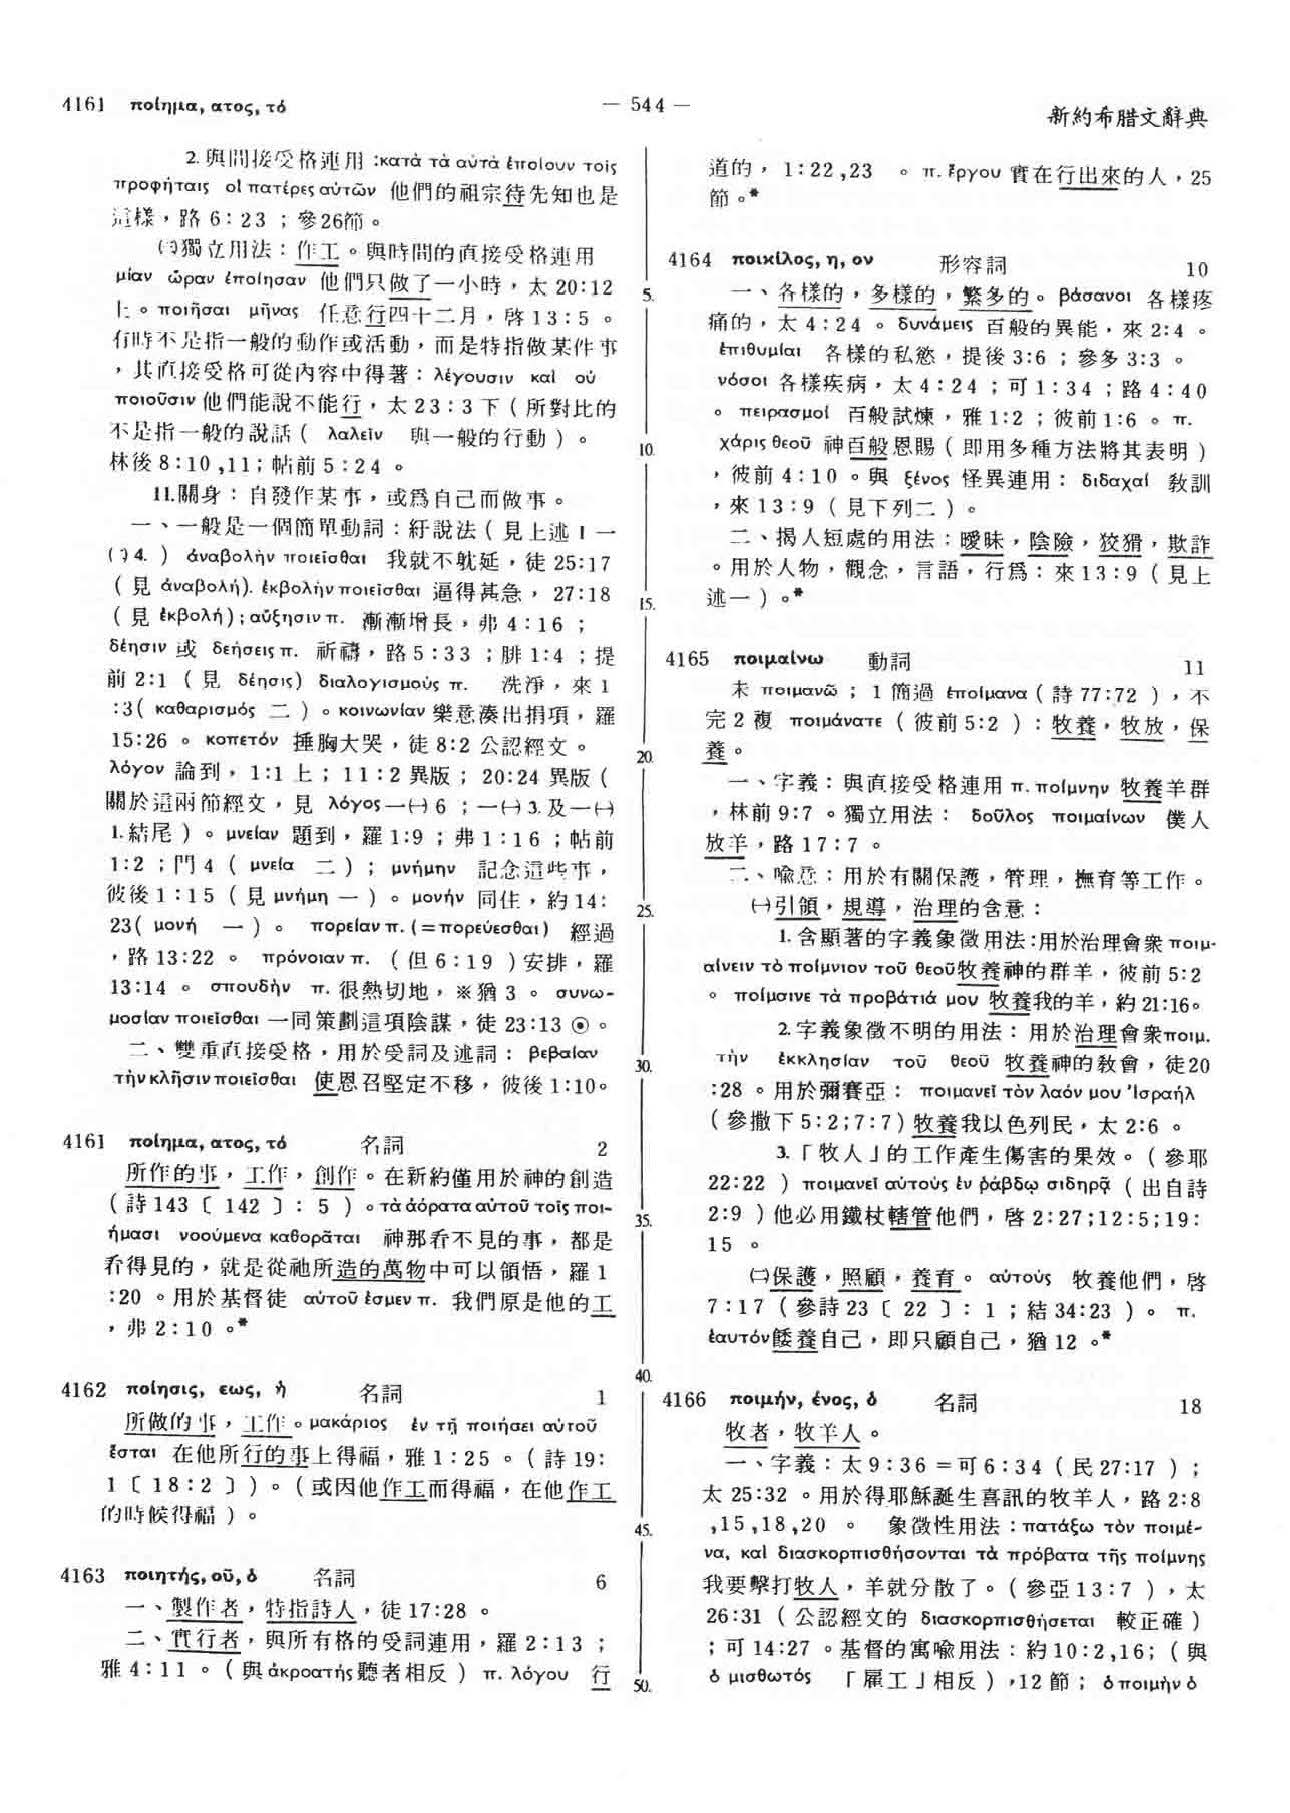 4161 ποίημα, ατος, τό
— 544 —
新約希腊文辭典
2.與間接受格連用：κατὰ τὰ αὐτὰ ἐποίουν τοῖς
προφήταις οἱ πατέρες αὐτῶν 他們的祖宗待先知也是
這樣，路 6：23；參26節。
㈢獨立用法：作工。與時間的直接受格連用
μίαν ὥραν ἐποίησαν 他們只做了一小時，太 20:12
上。ποιῆσαι μῆνας 任意行四十二月，啓 13：5。
有時不是指一般的動作或活動，而是特指做某件事
，其直接受格可從內容中得著：λέγουσιν καὶ οὐ
ποιοῦσιν 他們能說不能行，太 23：3下（所對比的
不是指一般的說話（ λαλεῖν 與一般的行動）。
林後 8：10,11；帖前 5：24。
II.關身：自發作某事，或爲自己而做事。
一、一般是一個簡單動詞：紆說法（見上述 I 一
㈠4.）ἀναβολὴν ποιεῖσθαι 我就不躭延，徒 25:17
（見 ἀναβολή). ἐκβολὴν ποιεῖσθαι 逼得甚急，27:18
（見 ἐκβολή)；αὔξησιν π. 漸漸增長，弗 4：16；
δέησιν 或 δεήσεις π. 祈禱，路 5：33；腓 1:4；提
前 2:1（見 δέησις) διαλογισμούς π. 洗淨，來 1
:3( καθαρισμός 二）。κοινωνίαν 樂意湊出捐項，羅
15:26。κοπετόν 捶胸大哭，徒 8:2 公認經文。
λόγον 論到，1:1上；11：2異版；20:24 異版（
關於這兩節經文，見 λόγος一㈠6；一㈠3.及一㈠
1.結尾）。μνείαν 題到，羅 1:9；弗 1：16；帖前
1:2；門 4（μνεία 二）；μνήμην 記念這些事，
彼後 1：15（見 μνήμη 一）。μονήν 同住，約 14：
23( μονή 一）。πορείαν π. (=πορεύεσθαι) 經過
，路 13:22。πρόνοιαν π.（但 6：19）安排，羅
13:14。σπουδὴν π. 很熱切地，※猶 3。συνω-
μοσίαν ποιεῖσθαι 一同策劃這項陰謀，徒 23:13 ⊙。
二、雙重直接受格，用於受詞及述詞：βεβαίαν
τὴν κλῆσιν ποιεῖσθαι 使恩召堅定不移，彼後 1:10。
4161 ποίημα, ατος, τό 名詞 2
所作的事，工作，創作。在新約僅用於神的創造
（詩 143〔142〕：5）。τὰ ἀόρατα αὐτοῦ τοῖς ποι-
ήμασι νοούμενα καθορᾶται 神那看不見的事，都是
看得見的，就是從祂所造的萬物中可以領悟，羅 1
:20。用於基督徒 αὐτοῦ ἐσμεν π. 我們原是他的工
，弗 2：10。*
4162 ποίησις, εως, ἡ 名詞 1
所做的事，工作。μακάριος ἐν τῇ ποιήσει αὐτοῦ
ἔσται 在他所行的事上得福，雅 1：25。（詩 19：
1〔18：2〕）。（或因他作工而得福，在他作工
的時候得福）。
4163 ποιητής, οῦ, ὁ 名詞 6
一、製作者，特指詩人，徒 17:28。
二、實行者，與所有格的受詞連用，羅 2：13；
雅 4：11。（與 ἀκροατής 聽者相反）π. λόγου 行
5.
10.
15.
20.
25.
30.
35.
40.
45.
50.
道的，1：22,23。π. ἔργου 實在行出來的人，25
節。*
4164 ποικίλος, η, ον 形容詞 10
一、各樣的，多樣的，繁多的。βάσανοι 各樣疼
痛的，太 4：24。δυνάμεις 百般的異能，來 2:4。
ἐπιθυμίαι 各樣的私慾，提後 3:6；參多 3:3。
νόσοι 各樣疾病，太 4：24；可 1：34；路 4：40
。πειρασμοί 百般試煉，雅 1:2；彼前 1:6。π.
χάρις θεοῦ 神百般恩賜（即用多種方法將其表明）
，彼前 4：10。與 ξένος 怪異連用：διδαχαί 敎訓
，來 13：9（見下列二）。
二、揭人短處的用法：曖昧，陰險，狡猾，欺詐
。用於人物，觀念，言語，行爲：來 13：9（見上
述一）。*
4165 ποιμαίνω 動詞 11
未 ποιμανῶ；1 簡過 ἐποίμανα（詩 77:72），不
完 2 複 ποιμάνατε（彼前 5:2）：牧養，牧放，保
養。
一、字義：與直接受格連用 π. ποίμνην 牧養羊群
，林前 9:7。獨立用法：δοῦλος ποιμαίνων 僕人
放羊，路 17：7。
二、喩意：用於有關保護，管理，撫育等工作。
㈠引領，規導，治理的含意：
1.含顯著的字義象徵用法：用於治理會衆 ποιμ-
αίνειν τὸ ποίμνιον τοῦ θεοῦ 牧養神的群羊，彼前 5:2
。ποίμαινε τὰ προβάτιά μου 牧養我的羊，約 21:16。
2.字義象徵不明的用法：用於治理會衆 ποιμ.
τὴν ἐκκλησίαν τοῦ θεοῦ 牧養神的敎會，徒20
：28。用於彌賽亞：ποιμανεῖ τὸν λαόν μου Ἰσραήλ
（參撒下 5：2；7：7）牧養我以色列民，太 2:6。
3.「牧人」的工作產生傷害的果效。（參耶
22：22）ποιμανεῖ αὐτοὺς ἐν ῥάβδῳ σιδηρᾷ（出自詩
2:9）他必用鐵杖轄管他們，啓 2：27；12：5；19：
15。
㈡保護，照顧，養育。αὐτούς 牧養他們，啓
7：17（參詩 23〔22〕：1；結 34：23）。π.
ἑαυτόν 餧養自己，即只顧自己，猶 12。*
4166 ποιμήν, ένος, ὁ 名詞 18
牧者，牧羊人。
一、字義：太 9：36＝可 6：34（民 27:17）；
太 25:32。用於得耶穌誕生喜訊的牧羊人，路 2:8
,15,18,20。象徵性用法：πατάξω τὸν ποιμέ-
να, καὶ διασκορπισθήσονται τὰ πρόβατα τῆς ποίμνης
我要擊打牧人，羊就分散了。（參亞 13：7），太
26:31（公認經文的 διασκορπισθήσεται 較正確）
；可 14:27。基督的寓喩用法：約 10：2,16；（與
ὁ μισθωτός 「雇工」相反），12節；ὁ ποιμὴν ὁ